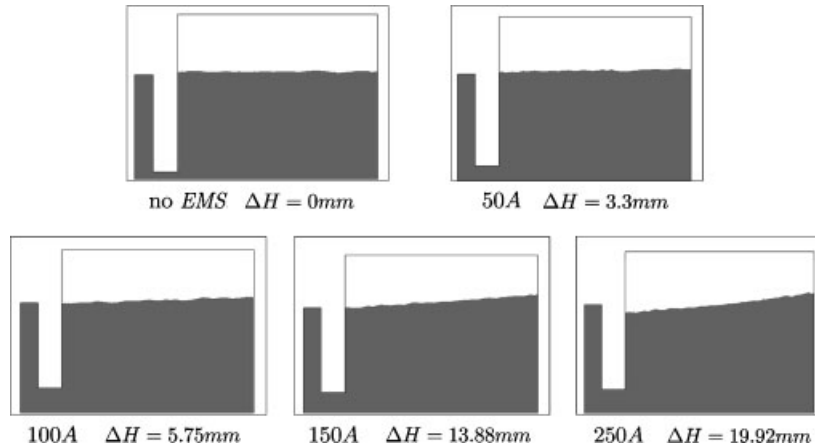 no EMS ΔH = 0mm
50A ΔH = 3.3mm
100A ΔH = 5.75mm
150A ΔH = 13.88mm
250A ΔH = 19.92mm